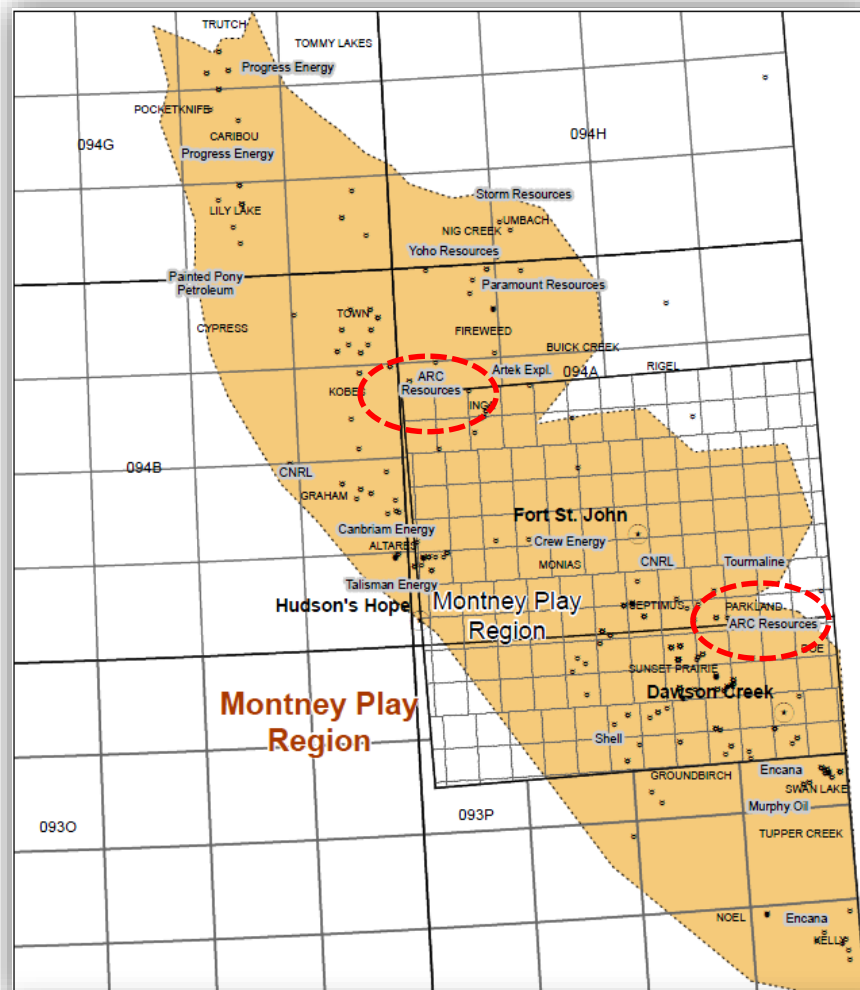 TRUTCH
TOMMY LAKES
Progress Energy
POCKETKNIFE
094G
094H
CARIBOU
Progress Energy
Storm Resources
LILY LAKE
UMBACH
NIG CREEK
Yoho Resources
Painted Pony
Petroleum
Paramount Resources
TOWN
CYPRESS
FIREWEED
BUICK CREEK
RIGEL
094A
Artek Expl.
ARC
Resources
KOBES
094B
CNRL
GRAHAM
Fort St. John
Canbriam Energy
Crew Energy
ALTARES
MONIAS
CNRL
Tourmaline
Talisman Energy
Hudson's Hope
Montney Play
Region
SEPTIMUS
PARKLAND
ARC Resources
SUNSET PRAIRIE
Dawson Creek
Montney Play
Region
Shell
GROUNDBIRCH
Encana
SWAN LAKE
Murphy Oil
093O
093P
TUPPER CREEK
NOEL
Encana
KELLY